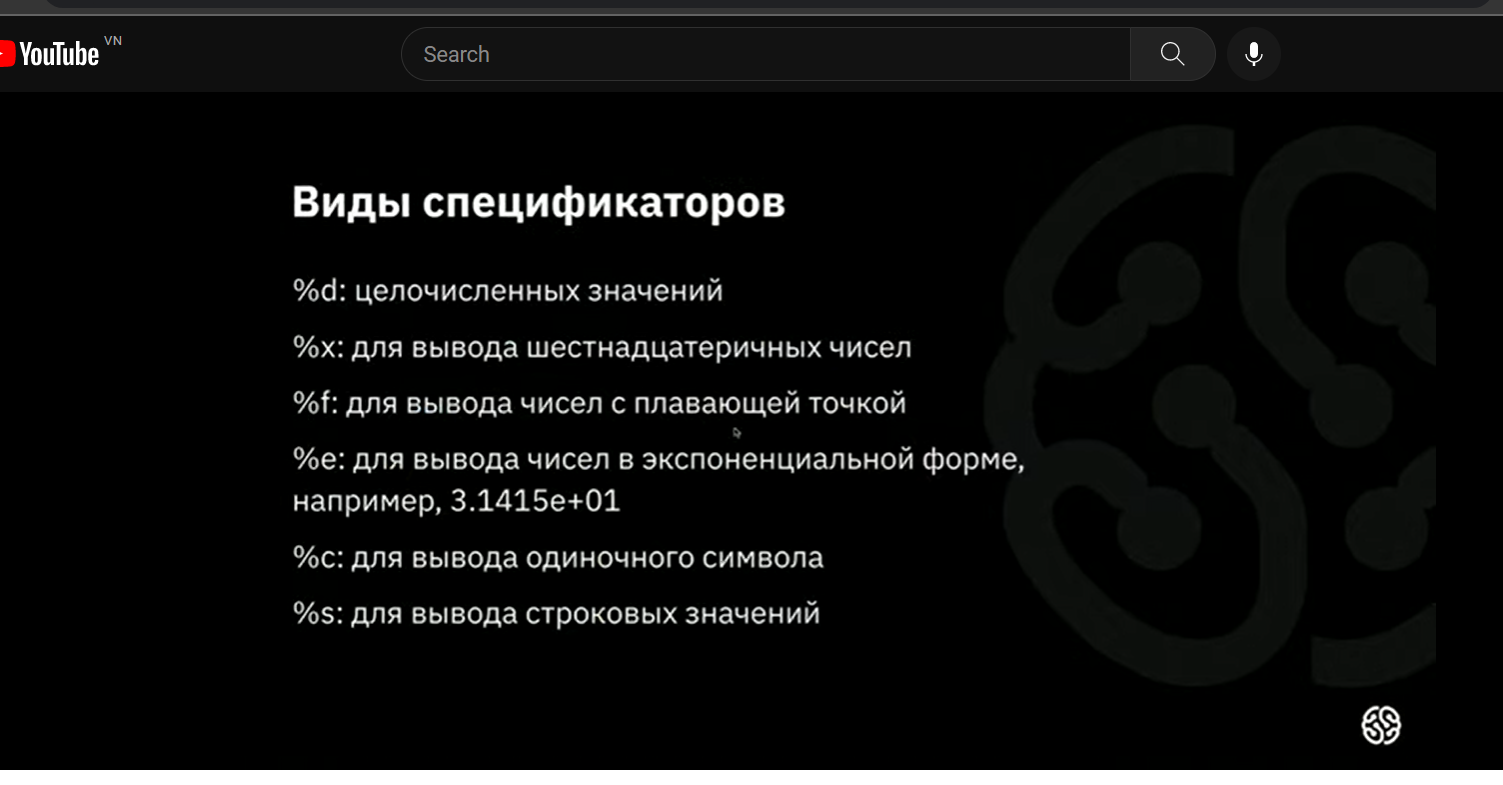 YouTube VN
Search
Виды спецификаторов
%d: целочисленных значений
%x: для вывода шестнадцатеричных чисел
%f: для вывода чисел с плавающей точкой
%e: для вывода чисел в экспоненциальной форме,
например, 3.1415e+01
%c: для вывода одиночного символа
%s: для вывода строковых значений